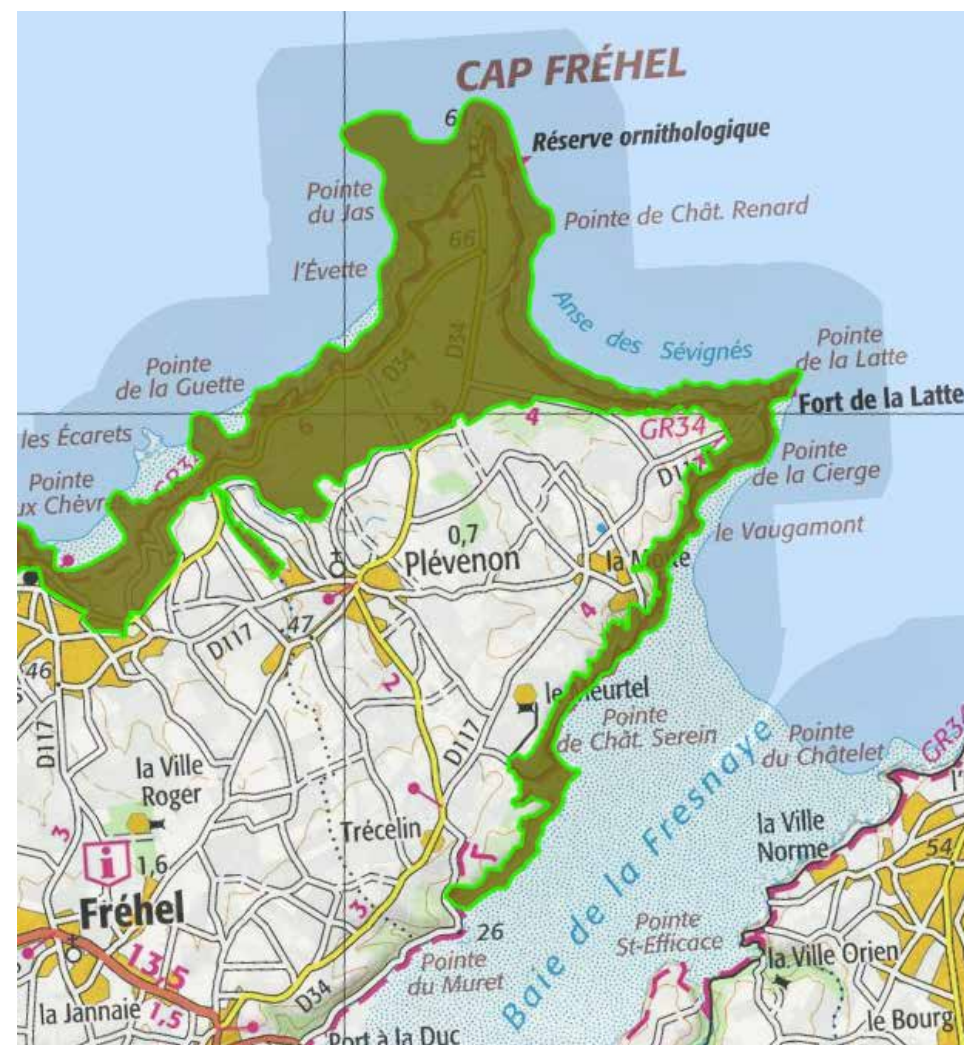 CAP FRÉHEL
Réserve ornithologique
Pointe
du Jas
Pointe de Chât. Renard
66
l'Évette
Anse des Sévignés
D34
D34
Pointe
de la Latte
Pointe
de la Guette
Fort de la Latte
4
6
GR34
les Écarets
Pointe
de la Cierge
Pointe
D117
le Vaugamont
0,7
Plévenon
la Motte
47
D117
4
2
46
le Meurtel
Pointe
de Chât. Serein
D117
D117
Pointe
du Châtelet
GR34
la Ville
Roger
Trécelin
3
1,6
la Ville
Norme
54
Baie de la Fresnaye
Fréhel
3
26
Pointe
St-Efficace
13,5
Pointe
du Muret
la Ville Orien
D34
la Jannaie
1,5
le Bourg
Port à la Duc